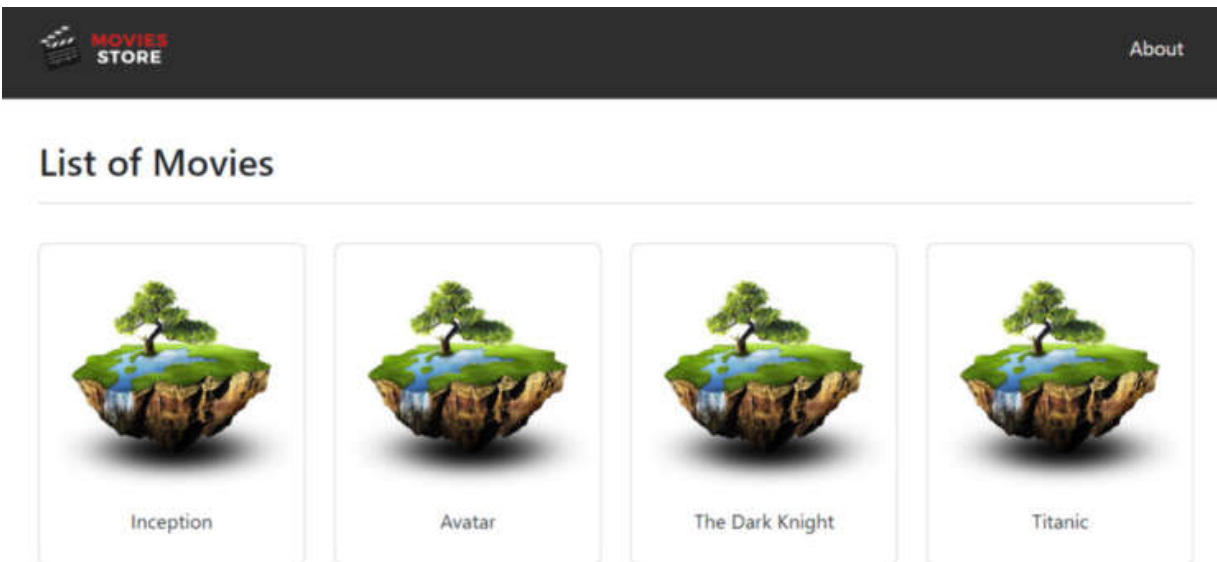 MOVIES
STORE
About
List of Movies
Inception
Avatar
The Dark Knight
Titanic